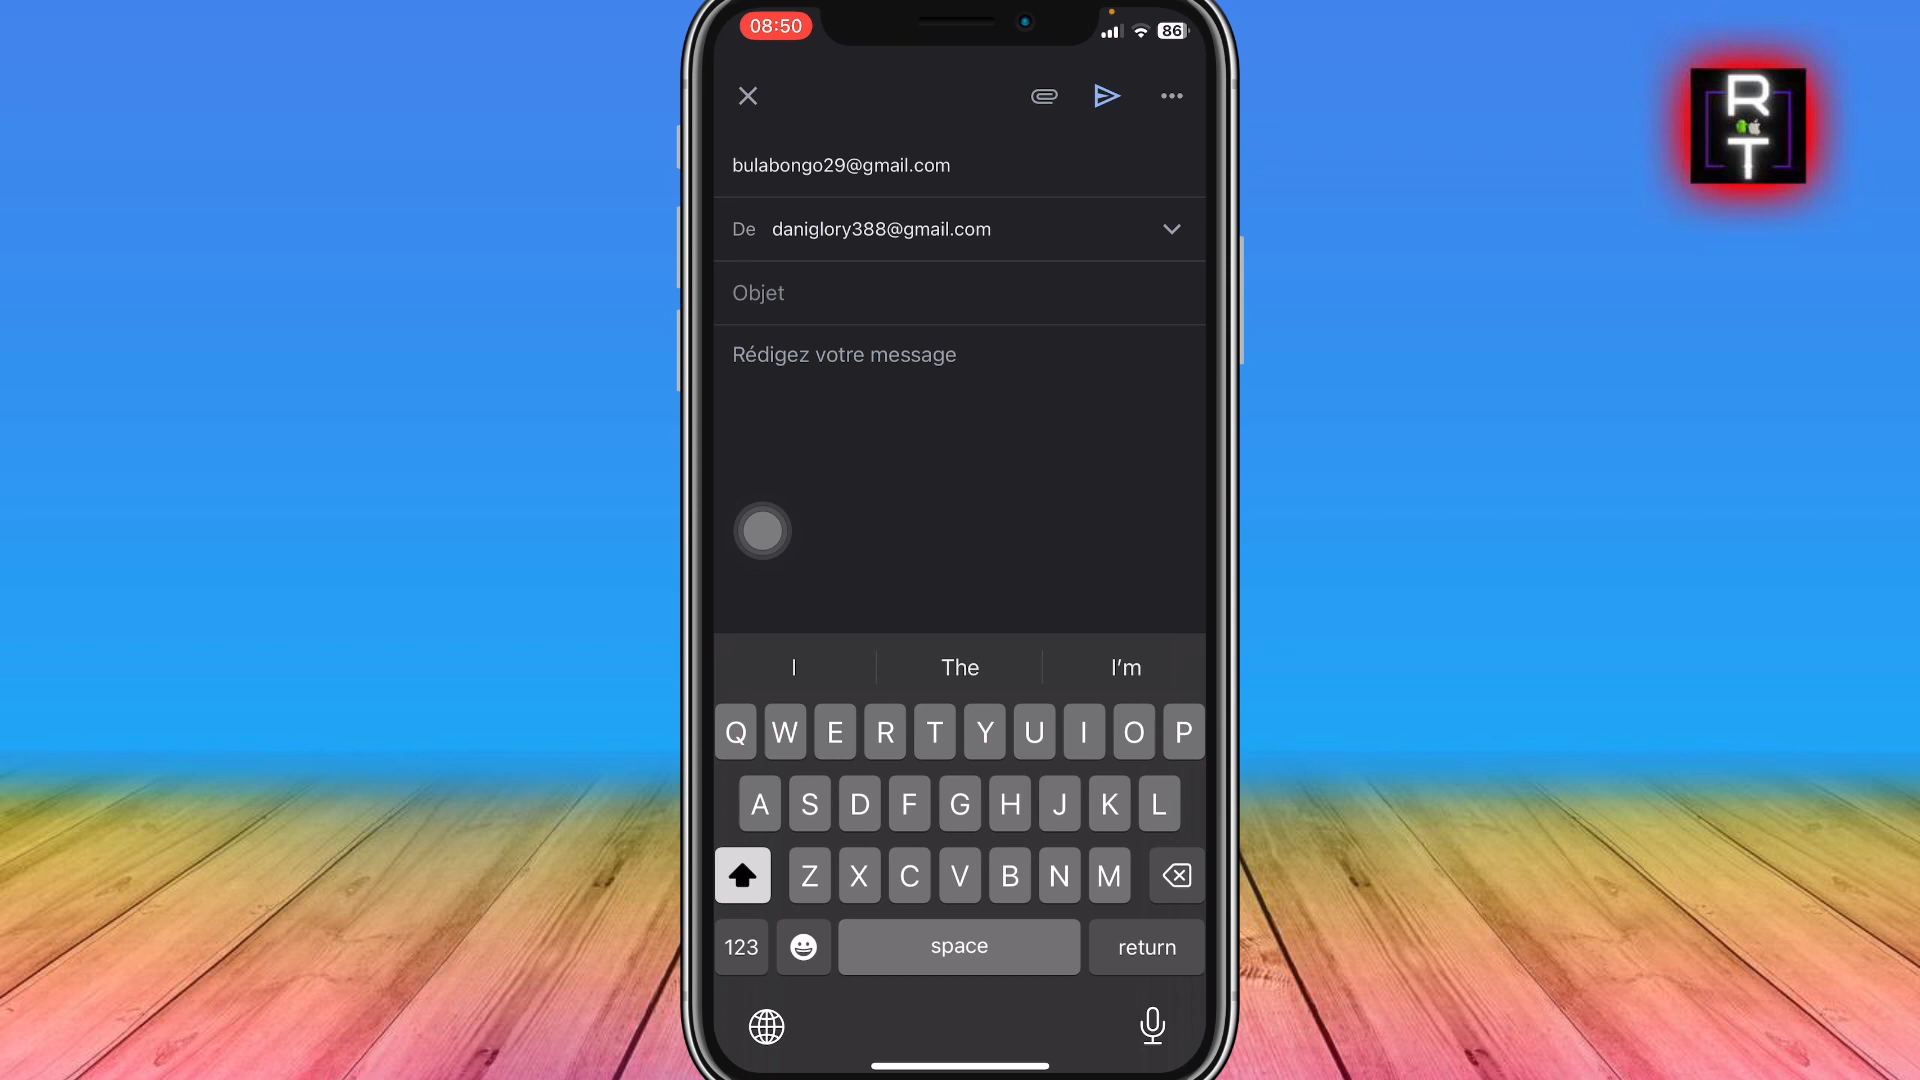 08:50
86
bulabongo29@gmail.com
De daniglory388@gmail.com
Objet
Rédigez votre message
I The I'm
Q W E R T Y U I O P
A S D F G H J K L
Z X C V B N M
123 space return
R
T